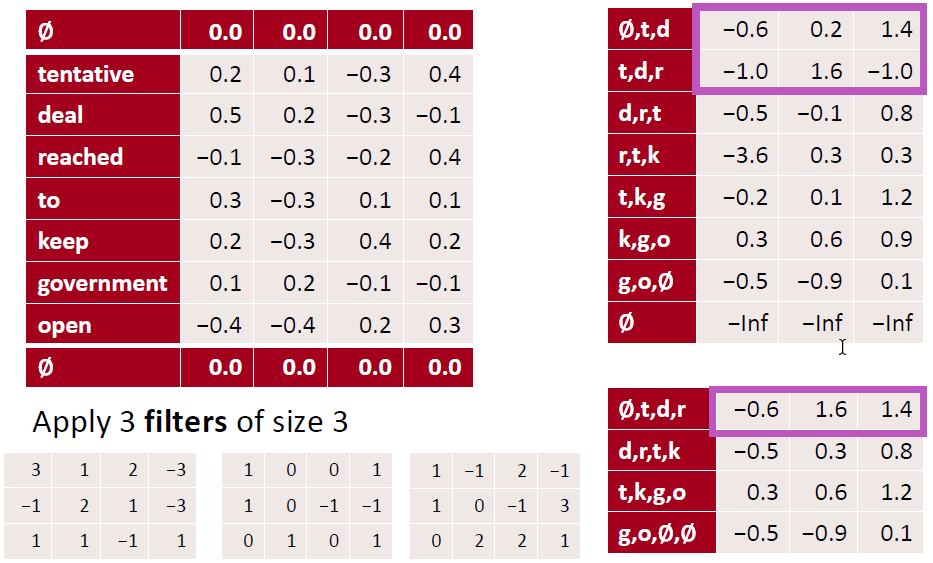 Ø 0.0 0.0 0.0 0.0
tentative 0.2 0.1 −0.3 0.4
deal 0.5 0.2 −0.3 −0.1
reached −0.1 −0.3 −0.2 0.4
to 0.3 −0.3 0.1 0.1
keep 0.2 −0.3 0.4 0.2
government 0.1 0.2 −0.1 −0.1
open −0.4 −0.4 0.2 0.3
Ø 0.0 0.0 0.0 0.0
Apply 3 filters of size 3
3 1 2 −3
−1 2 1 −3
1 1 −1 1
1 0 0 1
1 0 −1 −1
0 1 0 1
1 −1 2 −1
1 0 −1 3
0 2 2 1
Ø,t,d −0.6 0.2 1.4
t,d,r −1.0 1.6 −1.0
d,r,t −0.5 −0.1 0.8
r,t,k −3.6 0.3 0.3
t,k,g −0.2 0.1 1.2
k,g,o 0.3 0.6 0.9
g,o,Ø −0.5 −0.9 0.1
Ø −Inf −Inf −Inf
Ø,t,d,r −0.6 1.6 1.4
d,r,t,k −0.5 0.3 0.8
t,k,g,o 0.3 0.6 1.2
g,o,Ø,Ø −0.5 −0.9 0.1